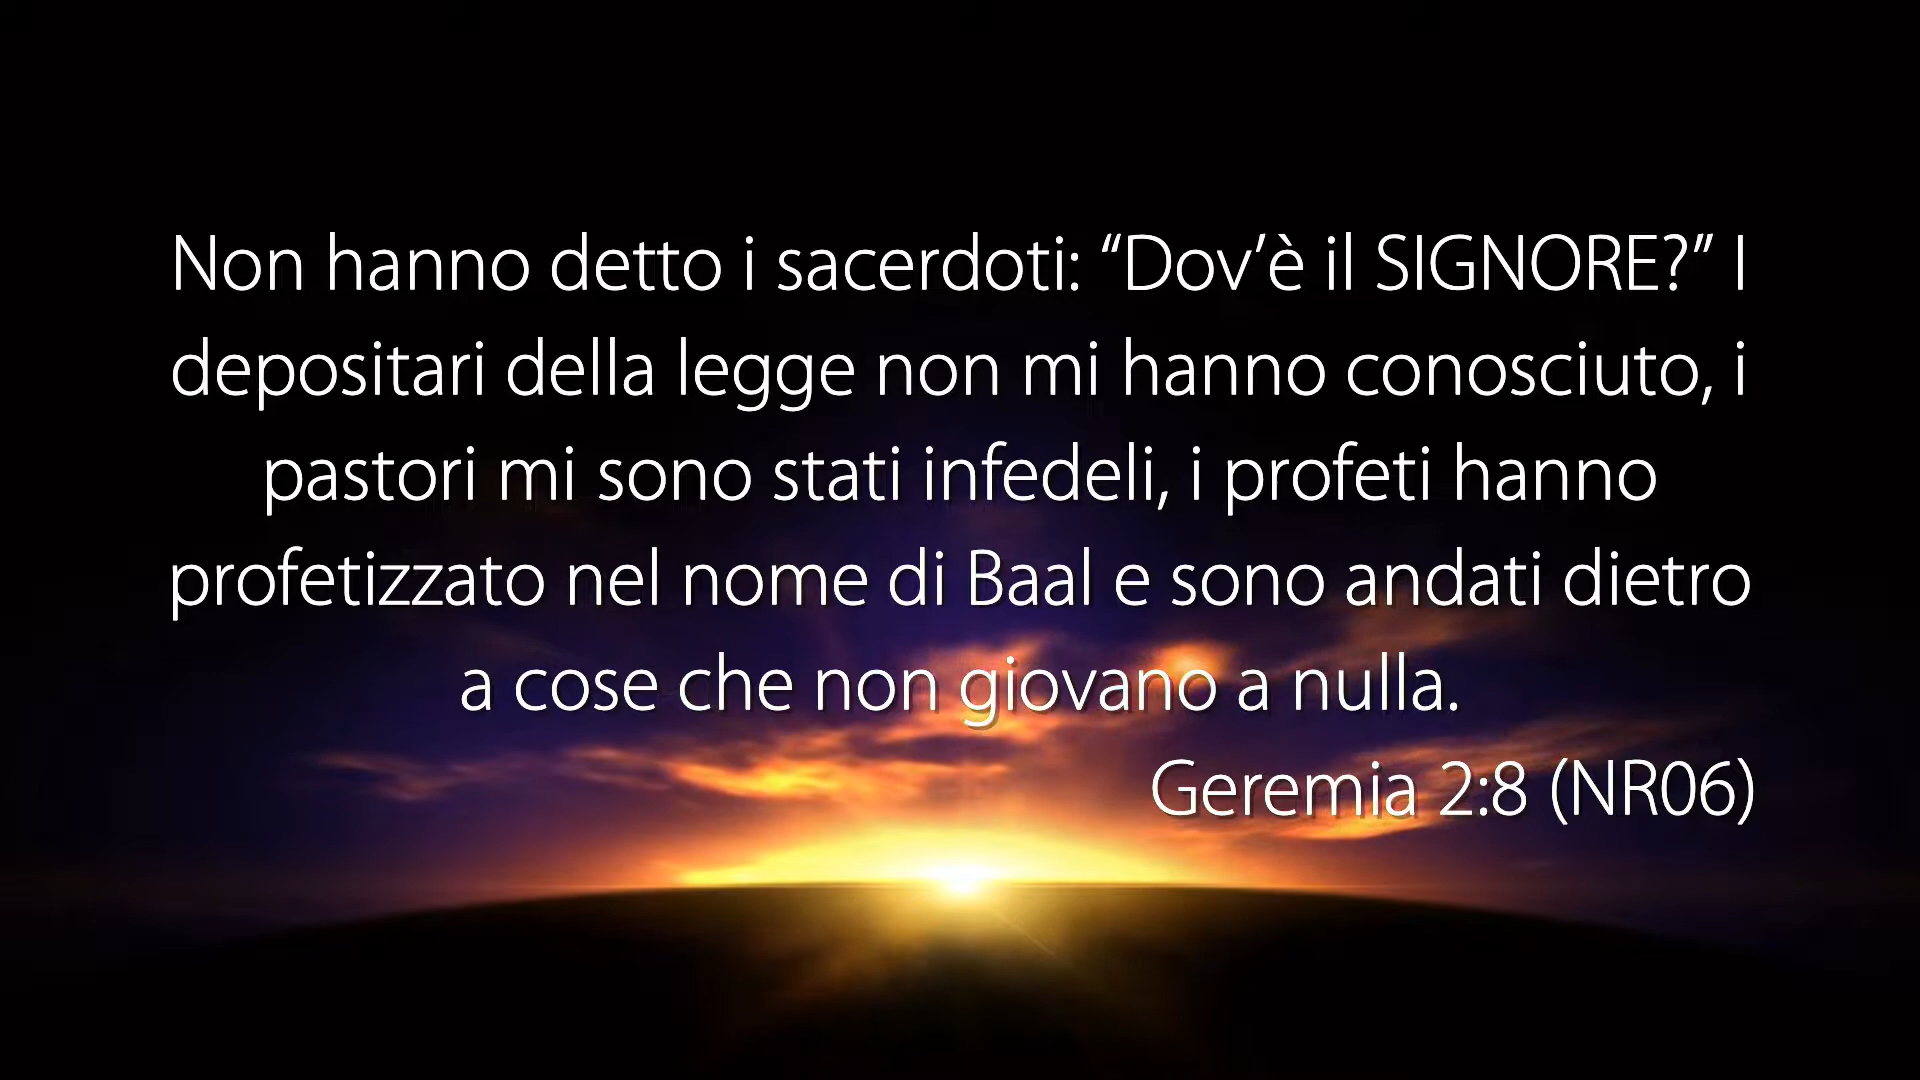 Non hanno detto i sacerdoti: “Dov’è il SIGNORE?” I
depositari della legge non mi hanno conosciuto, i
pastori mi sono stati infedeli, i profeti hanno
profetizzato nel nome di Baal e sono andati dietro
a cose che non giovano a nulla.
Geremia 2:8 (NR06)